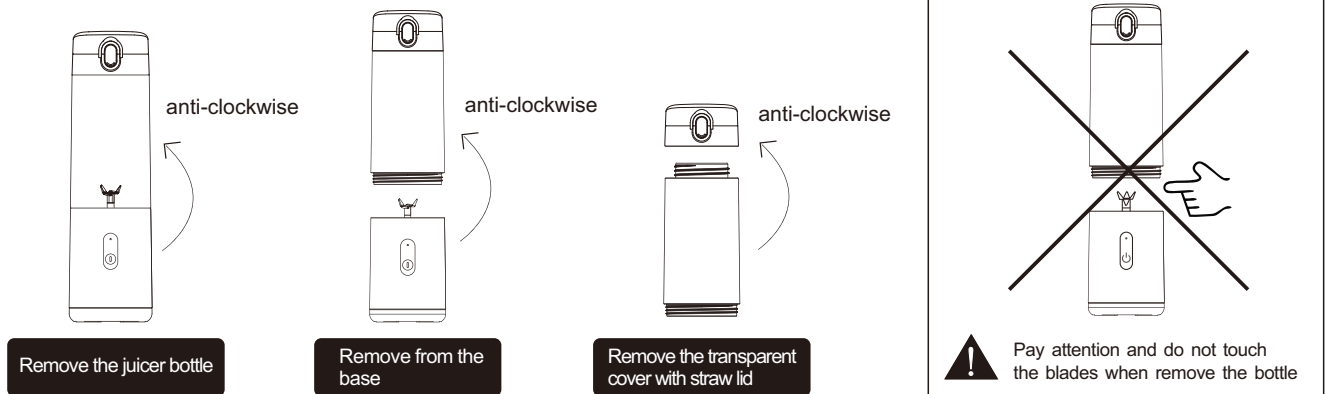 anti-clockwise
anti-clockwise
anti-clockwise
Remove the juicer bottle
Remove from the
base
Remove the transparent
cover with straw lid
Pay attention and do not touch
the blades when remove the bottle